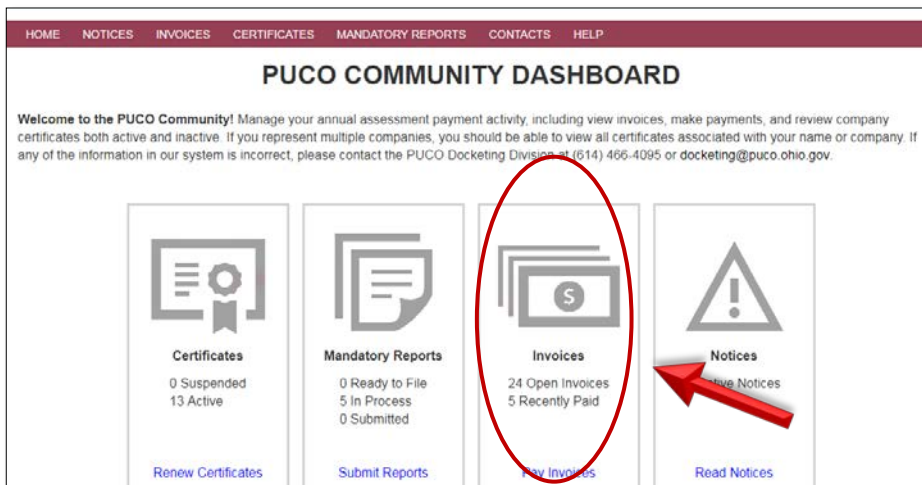 HOME NOTICES INVOICES CERTIFICATES MANDATORY REPORTS CONTACTS HELP
PUCO COMMUNITY DASHBOARD
Welcome to the PUCO Community! Manage your annual assessment payment activity, including view invoices, make payments, and review company
certificates both active and inactive. If you represent multiple companies, you should be able to view all certificates associated with your name or company. If
any of the information in our system is incorrect, please contact the PUCO Docketing Division at (614) 466-4095 or docketing@puco.ohio.gov.
Certificates
0 Suspended
13 Active
Renew Certificates
Mandatory Reports
0 Ready to File
5 In Process
0 Submitted
Submit Reports
$
Invoices
24 Open Invoices
5 Recently Paid
Pay Invoices
Notices
Notices
Read Notices